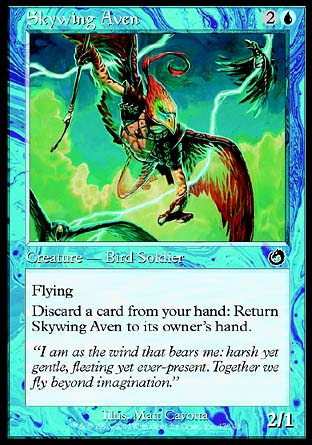 Skywing Aven 2
Creature — Bird Soldier
Flying
Discard a card from your hand: Return
Skywing Aven to its owner's hand.
"I am as the wind that bears me: harsh yet
gentle, fleeting yet ever-present. Together we
fly beyond imagination."
Illus. Matt Cavotta
2/1